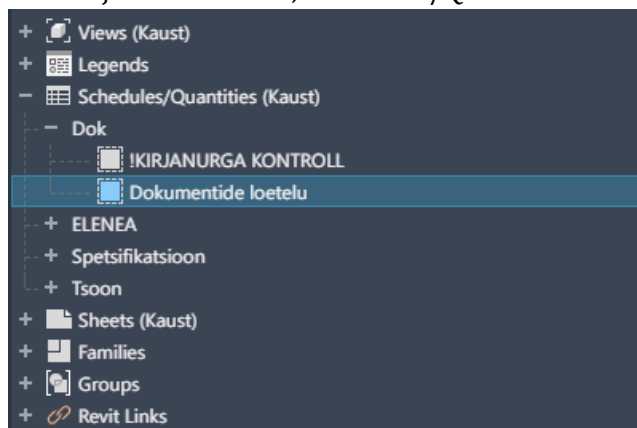 Views (Kaust)
Legends
Schedules/Quantities (Kaust)
Dok
!KIRJANURGA KONTROLL
Dokumentide loetelu
ELENEA
Spetsifikatsioon
Tsoon
Sheets (Kaust)
Families
Groups
Revit Links